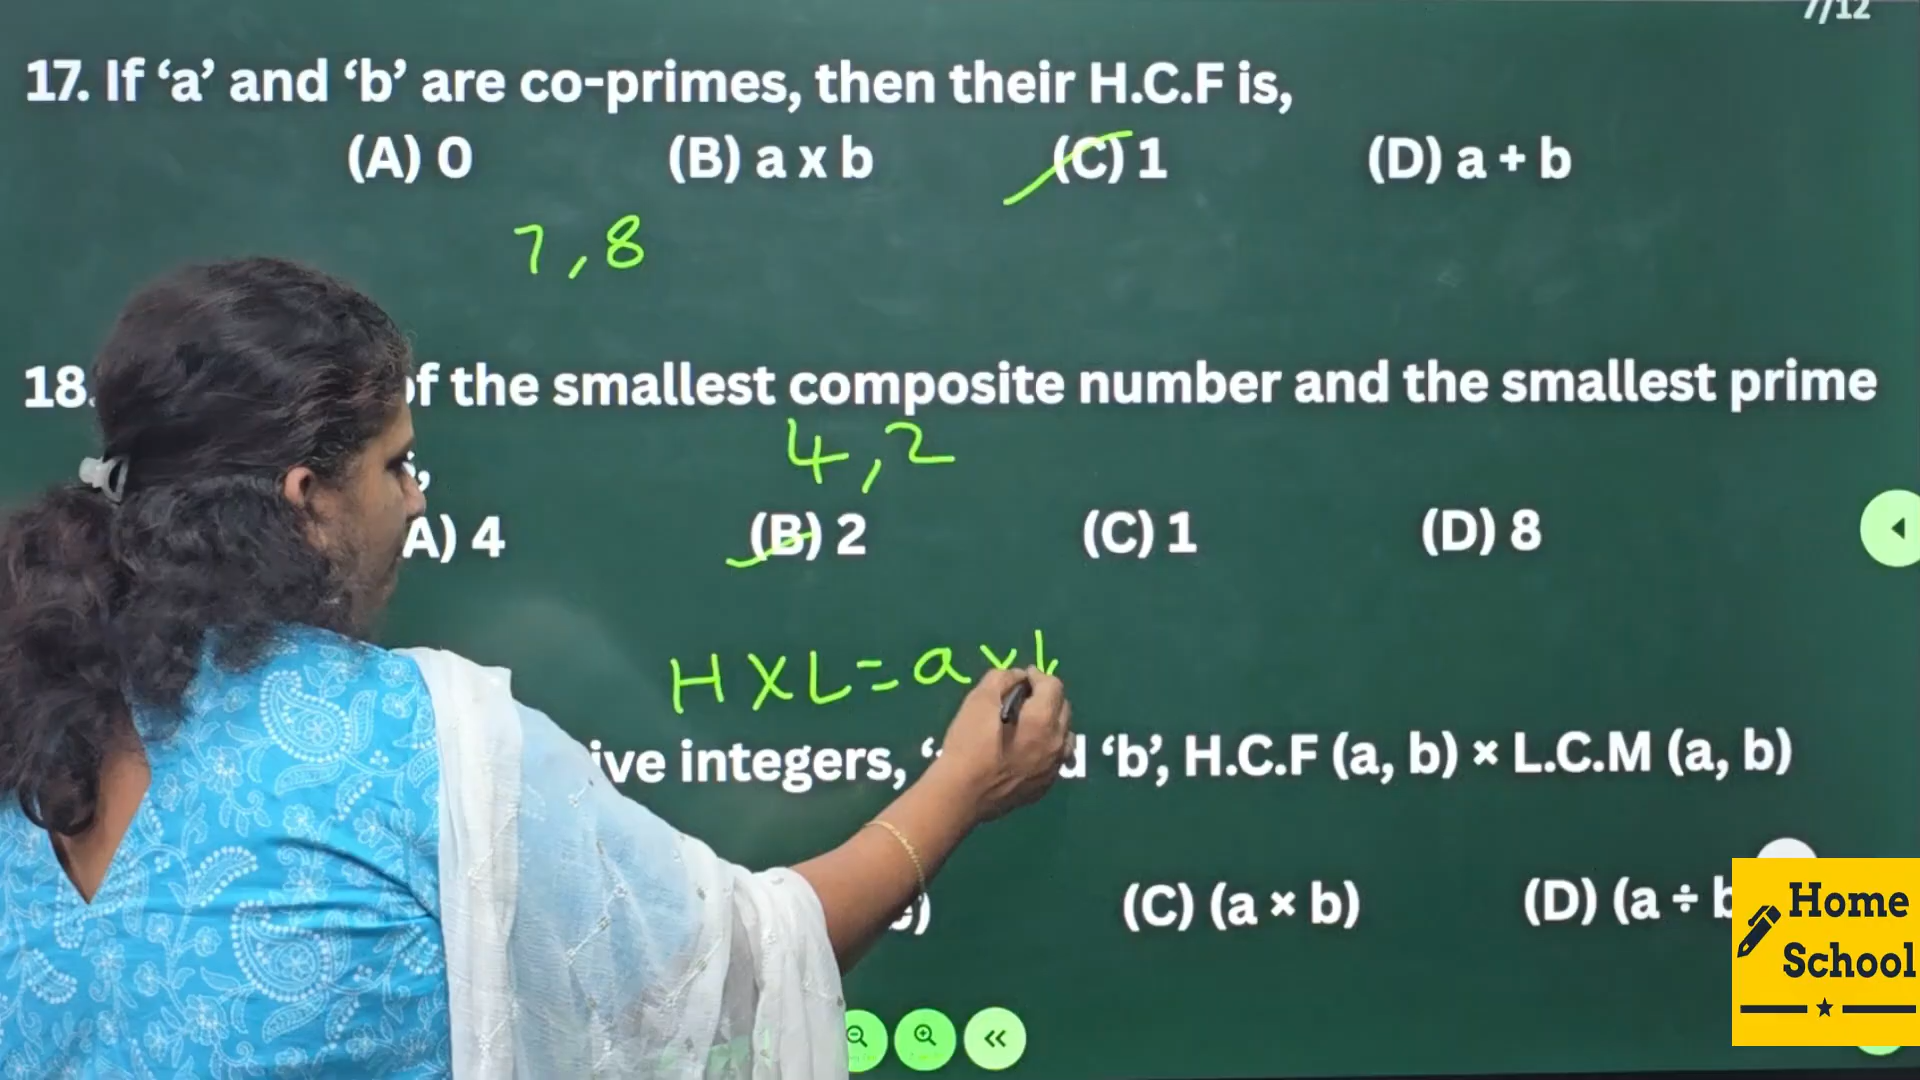 7/12
17. If ‘a’ and ‘b’ are co-primes, then their H.C.F is,
(A) 0 (B) a x b (C) 1 (D) a + b
7, 8
18. of the smallest composite number and the smallest prime
4, 2
A) 4 (B) 2 (C) 1 (D) 8
H X L = a x
integers, ‘b’, H.C.F (a, b) × L.C.M (a, b)
(C) (a × b) (D) (a ÷ b
Home
School